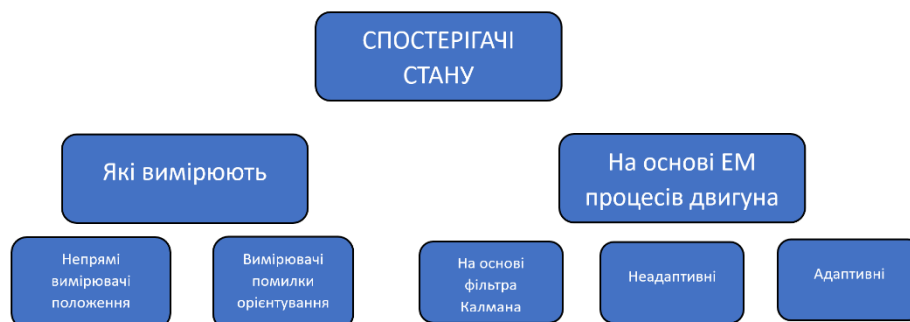 СПОСТЕРІГАЧІ
СТАНУ
Які вимірюють
На основі ЕМ
процесів двигуна
Непрямі
вимірювачі
положення
Вимірювачі
помилки
орієнтування
На основі
фільтра
Калмана
Неадаптивні
Адаптивні